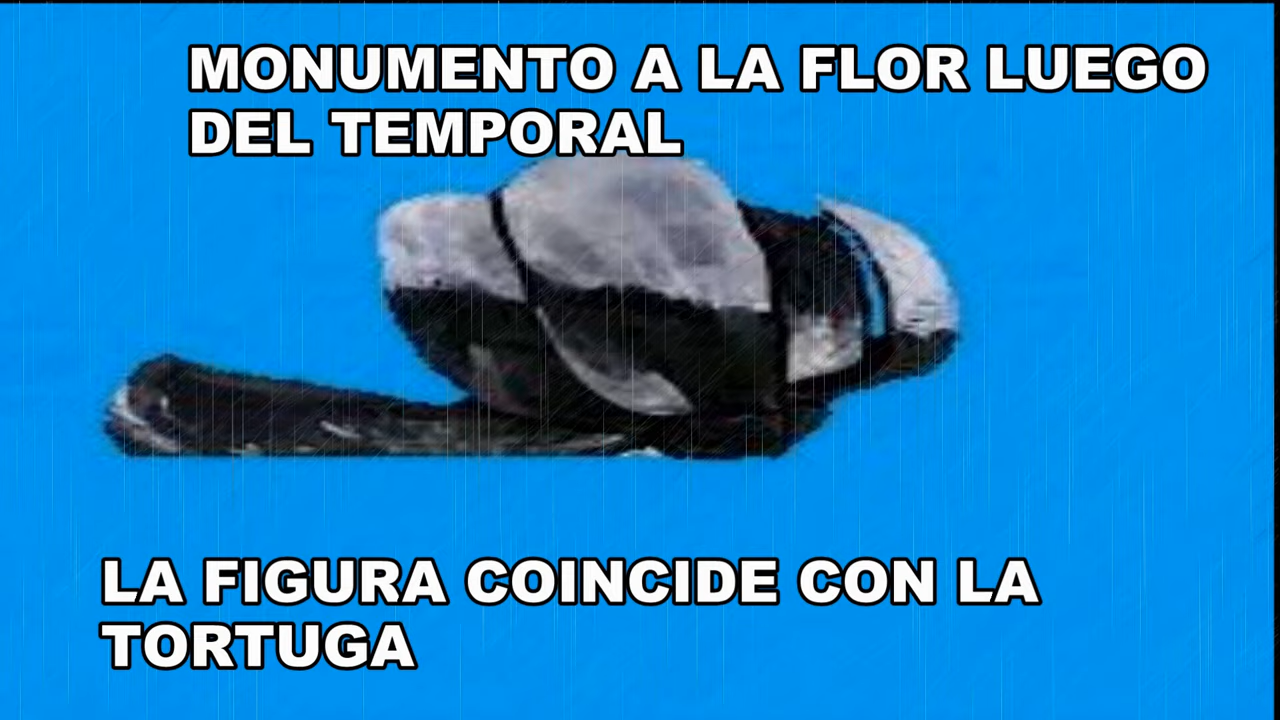 MONUMENTO A LA FLOR LUEGO
DEL TEMPORAL
LA FIGURA COINCIDE CON LA
TORTUGA